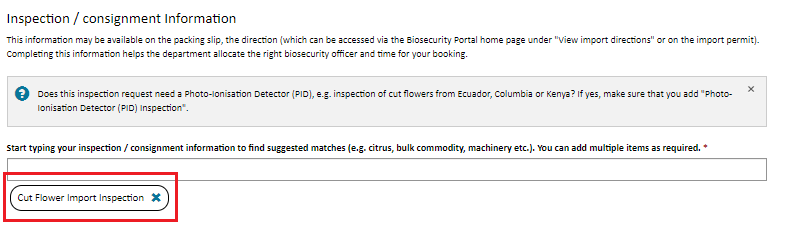 Inspection / consignment Information
This information may be available on the packing slip, the direction (which can be accessed via the Biosecurity Portal home page under "View import directions" or on the import permit).
Completing this information helps the department allocate the right biosecurity officer and time for your booking.
Does this inspection request need a Photo-Ionisation Detector (PID), e.g. inspection of cut flowers from Ecuador, Columbia or Kenya? If yes, make sure that you add "Photo-
Ionisation Detector (PID) Inspection".
Start typing your inspection / consignment information to find suggested matches (e.g. citrus, bulk commodity, machinery etc.). You can add multiple items as required. *
Cut Flower Import Inspection